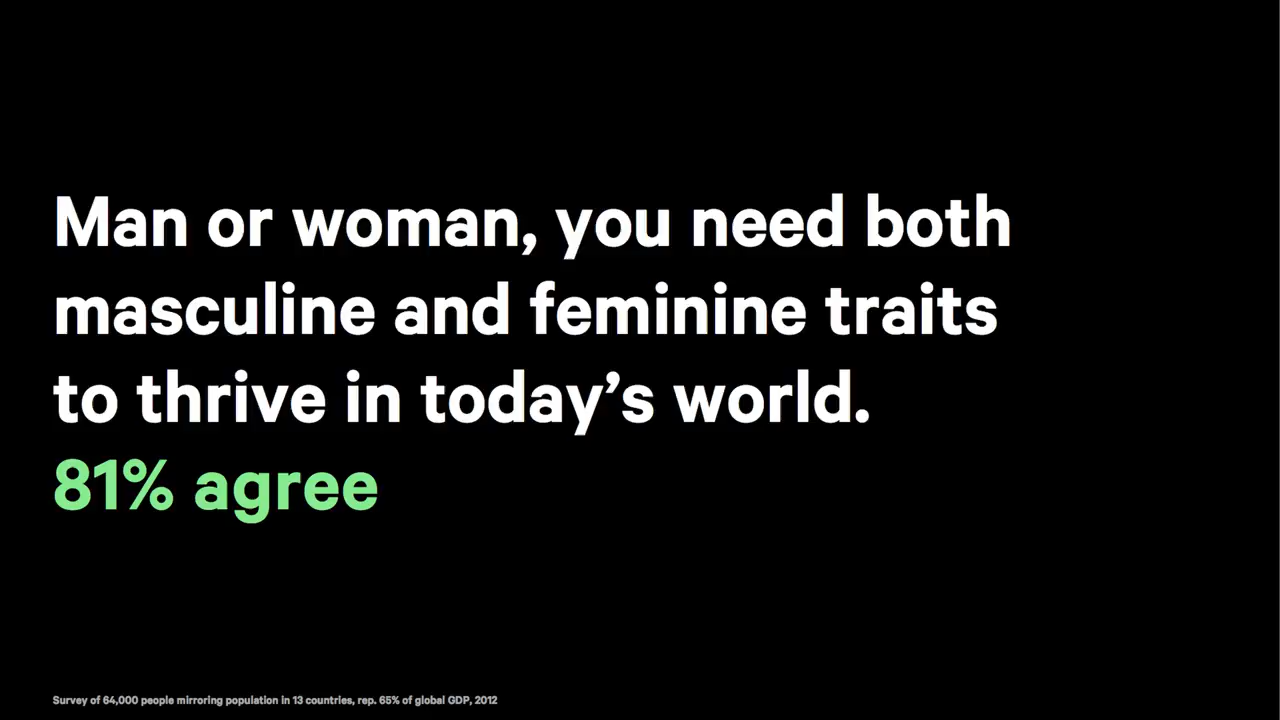 Man or woman, you need both
masculine and feminine traits
to thrive in today’s world.
81% agree
Survey of 64,000 people mirroring population in 13 countries, rep. 65% of global GDP, 2012